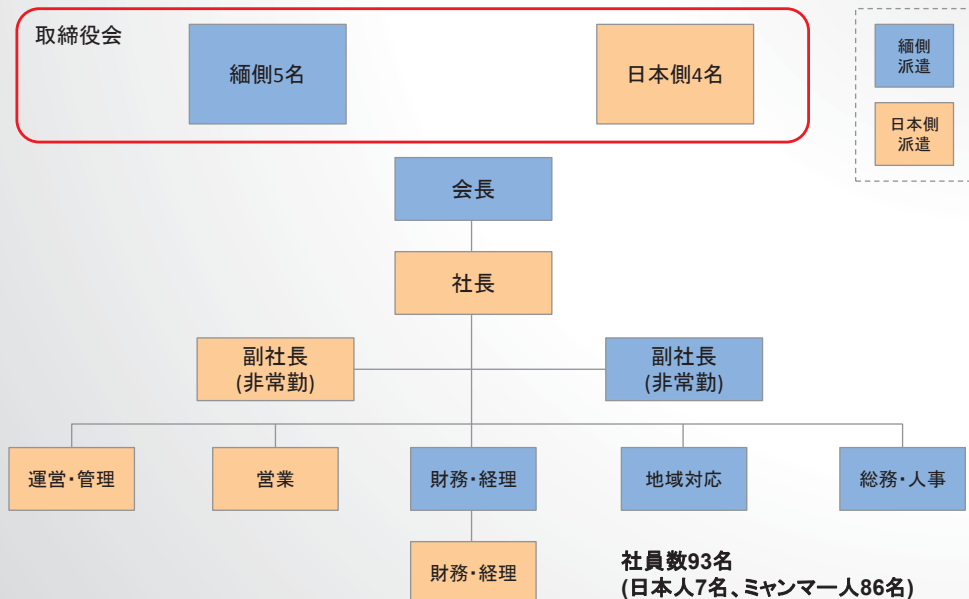 取締役会
緬側5名
日本側4名
緬側
派遣
日本側
派遣
会長
社長
副社長
(非常勤)
副社長
(非常勤)
運営・管理
営業
財務・経理
地域対応
総務・人事
財務・経理
社員数93名
(日本人7名、ミャンマー人86名)